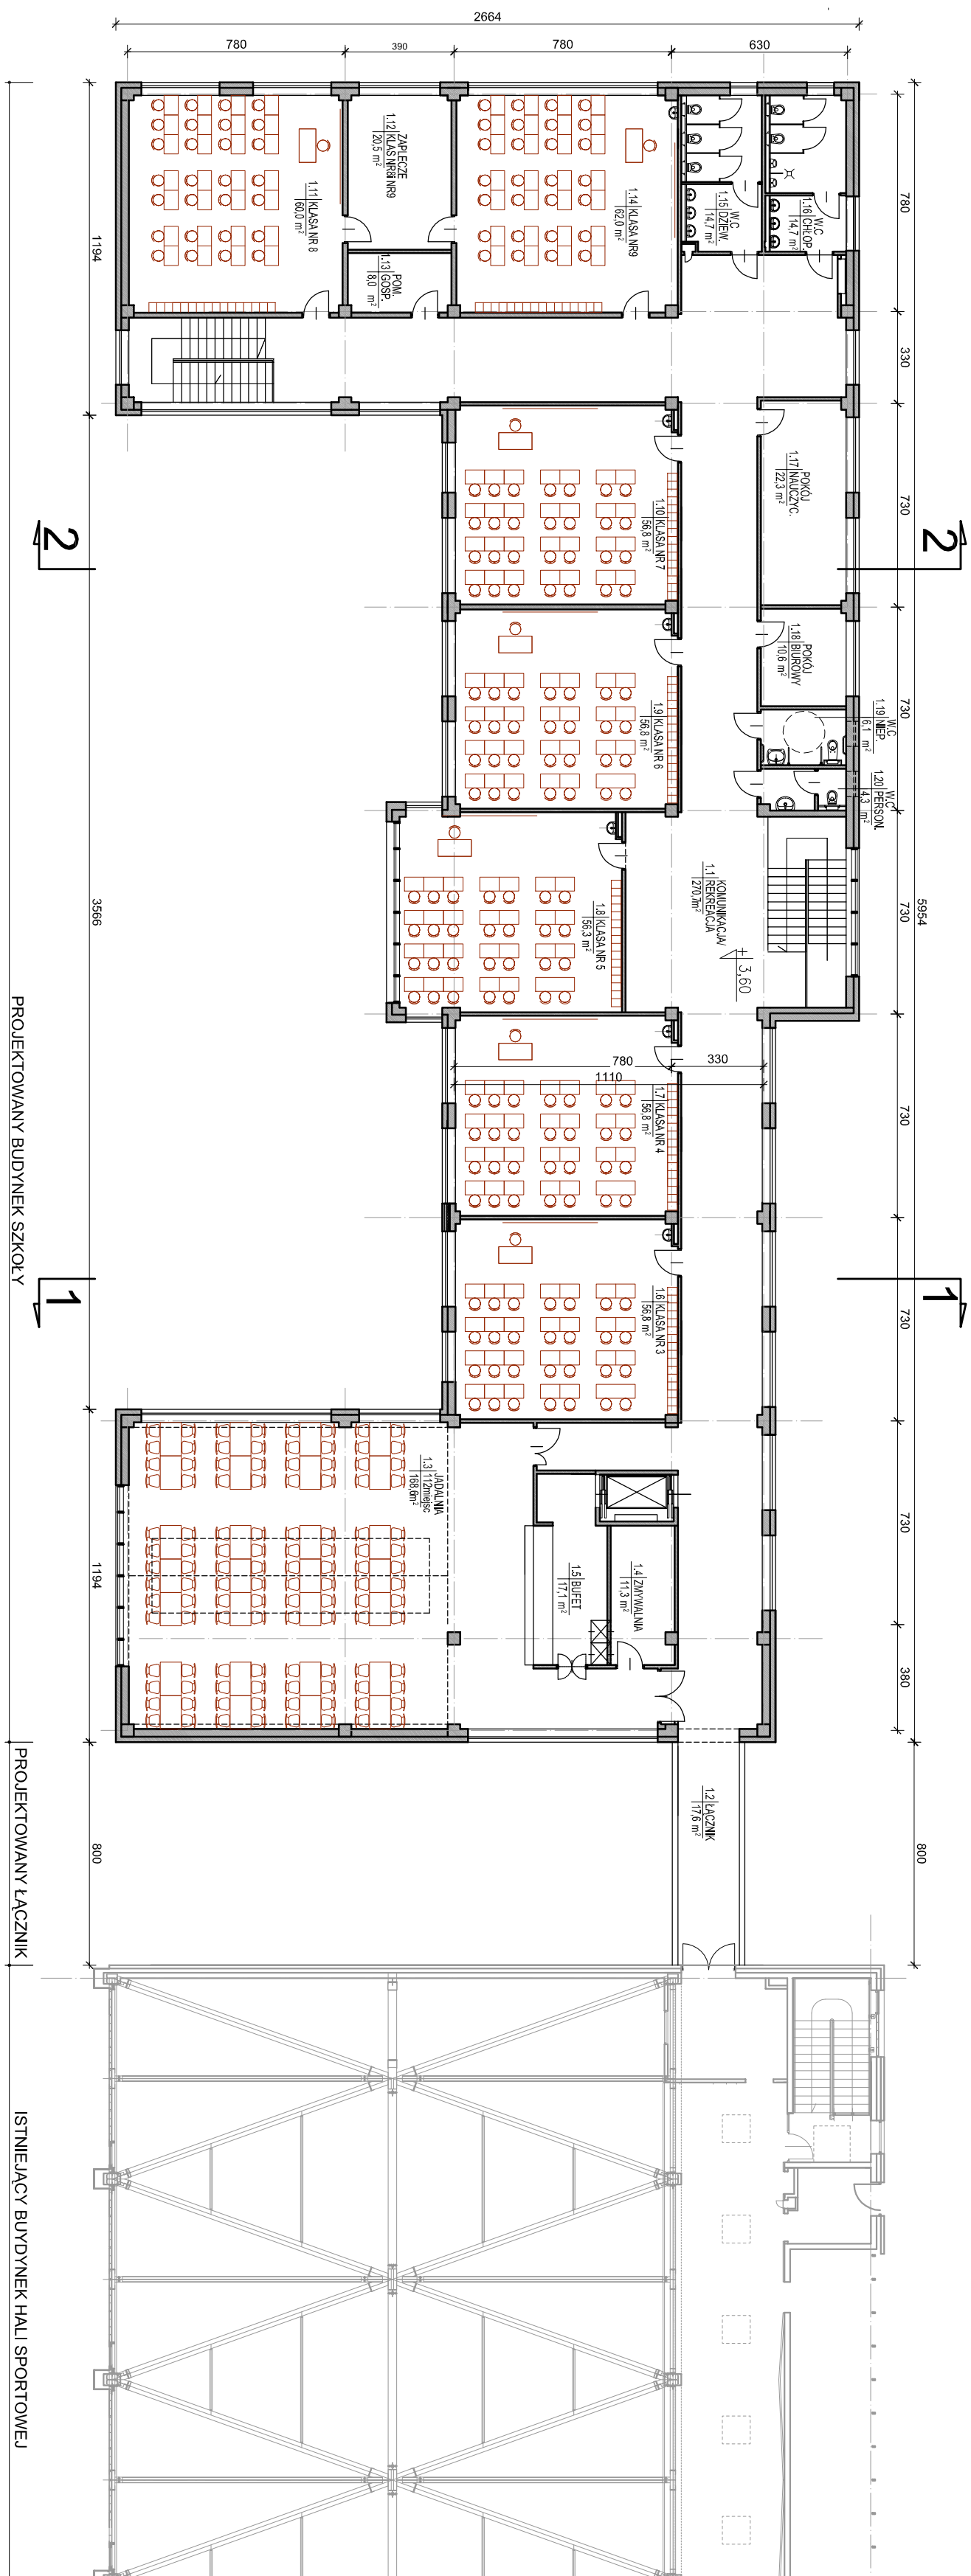 2664
780
390
780
630
5954
780
330
730
730
730
730
730
730
380
800
1194
3566
1194
800
780
330
1110
2
2
1
1
W.C
1.16 CHŁOP.
14,7 m²
W.C
1.15 DZIEW.
14,7 m²
1.14 KLASA NR9
62,0 m²
ZAPLECZE
1.12 KLAS NR8I NR9
20,5 m²
1.11 KLASA NR 8
60,0 m²
POM.
1.13 GOSP.
8,0 m²
POKÓJ
1.17 NAUCZYC.
22,3 m²
1.10 KLASA NR 7
56,8 m²
POKÓJ
1.18 BIUROWY
10,6 m²
1.9 KLASA NR 6
56,8 m²
W.C
1.19 NIEP.
6,1 m²
W.C
1.20 PERSON.
4,3 m²
KOMUNIKACJA/
1.1 REKREACJA
270,7m²
+ 3,60
1.8 KLASA NR 5
56,3 m²
1.7 KLASA NR 4
56,8 m²
1.6 KLASA NR 3
56,8 m²
JADALNIA
1.3 112miejsc
168,6m²
1.4 ZMYWALNIA
11,3 m²
1.5 BUFET
17,1 m²
1.2 ŁĄCZNIK
17,6 m²
PROJEKTOWANY BUDYNEK SZKOŁY
PROJEKTOWANY ŁĄCZNIK
ISTNIEJĄCY BUYDYNEK HALI SPORTOWEJ